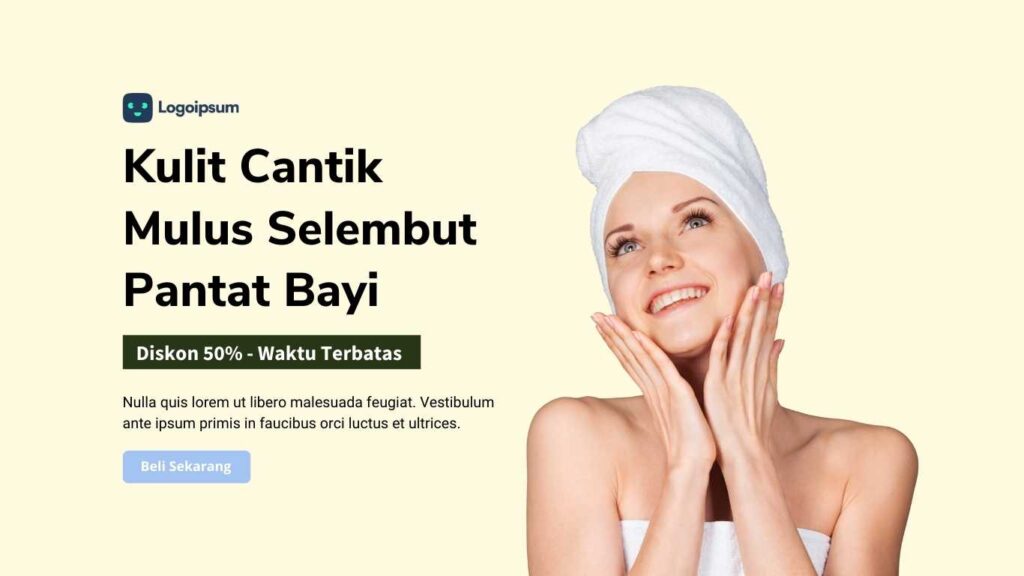 Logoipsum
Kulit Cantik
Mulus Selembut
Pantat Bayi
Diskon 50% - Waktu Terbatas
Nulla quis lorem ut libero malesuada feugiat. Vestibulum
ante ipsum primis in faucibus orci luctus et ultrices.
Beli Sekarang